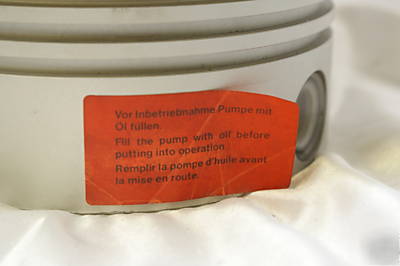 Vor Inbetriebnahme Pumpe mit
Öl füllen.
Fill the pump with oil before
putting into operation
Remplir la pompe d'huile avant
la mise en route.